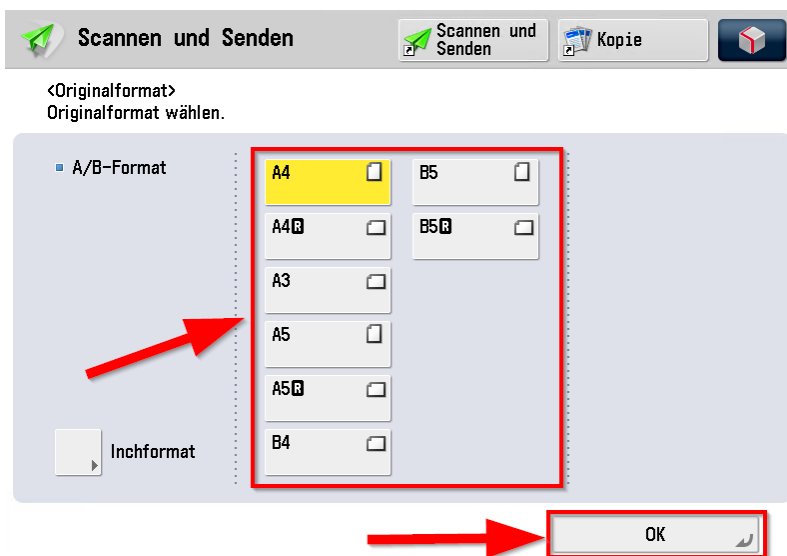 Scannen und Senden
Scannen und
Senden
Kopie
<Originalformat>
Originalformat wählen.
A/B-Format
A4
B5
A4R
B5R
A3
A5
A5R
B4
Inchformat
OK